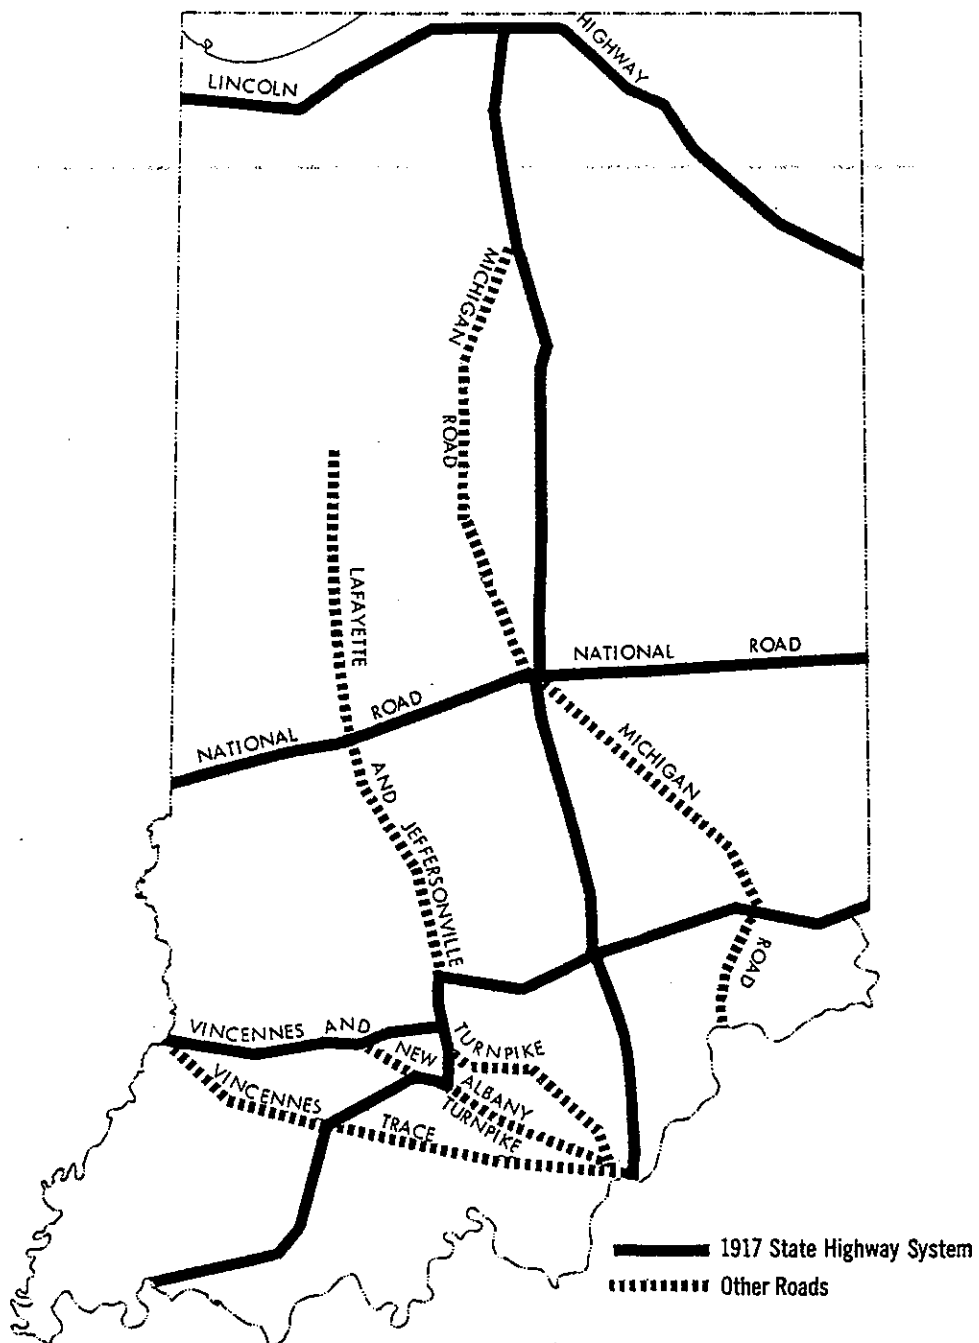 LINCOLN
HIGHWAY
MICHIGAN
ROAD
LAFAYETTE
NATIONAL ROAD
NATIONAL ROAD
MICHIGAN
ROAD
AND
JEFFERSONVILLE
TURNPIKE
VINCENNES AND
NEW
ALBANY
TURNPIKE
VINCENNES
TRACE
1917 State Highway System
Other Roads